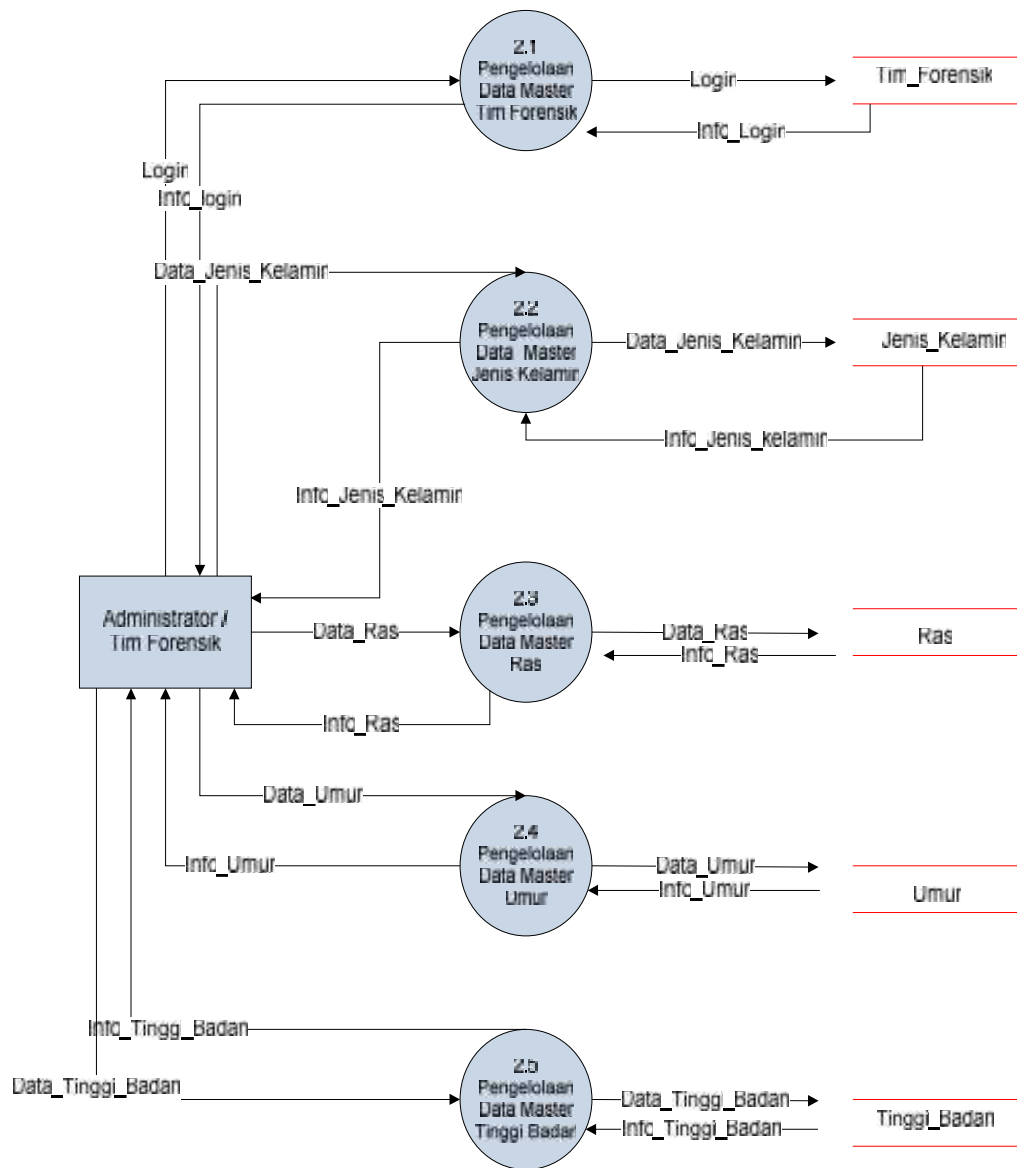 2.1
Pengelolaan
Data Master
Tim Forensik
Login
Tim_Forensik
Info_Login
Login
Info_login
Data_Jenis_Kelamin
2.2
Pengelolaan
Data Master
Jenis Kelamin
Data_Jenis_Kelamin
Jenis_Kelamin
Info_Jenis_kelamin
Info_Jenis_Kelamin
Administrator /
Tim Forensik
Data_Ras
2.3
Pengelolaan
Data Master
Ras
Data_Ras
Info_Ras
Ras
Info_Ras
Data_Umur
2.4
Pengelolaan
Data Master
Umur
Info_Umur
Data_Umur
Info_Umur
Umur
Info_Tinggi_Badan
Data_Tinggi_Badan
2.5
Pengelolaan
Data Master
Tinggi Badan
Data_Tinggi_Badan
Info_Tinggi_Badan
Tinggi_Badan